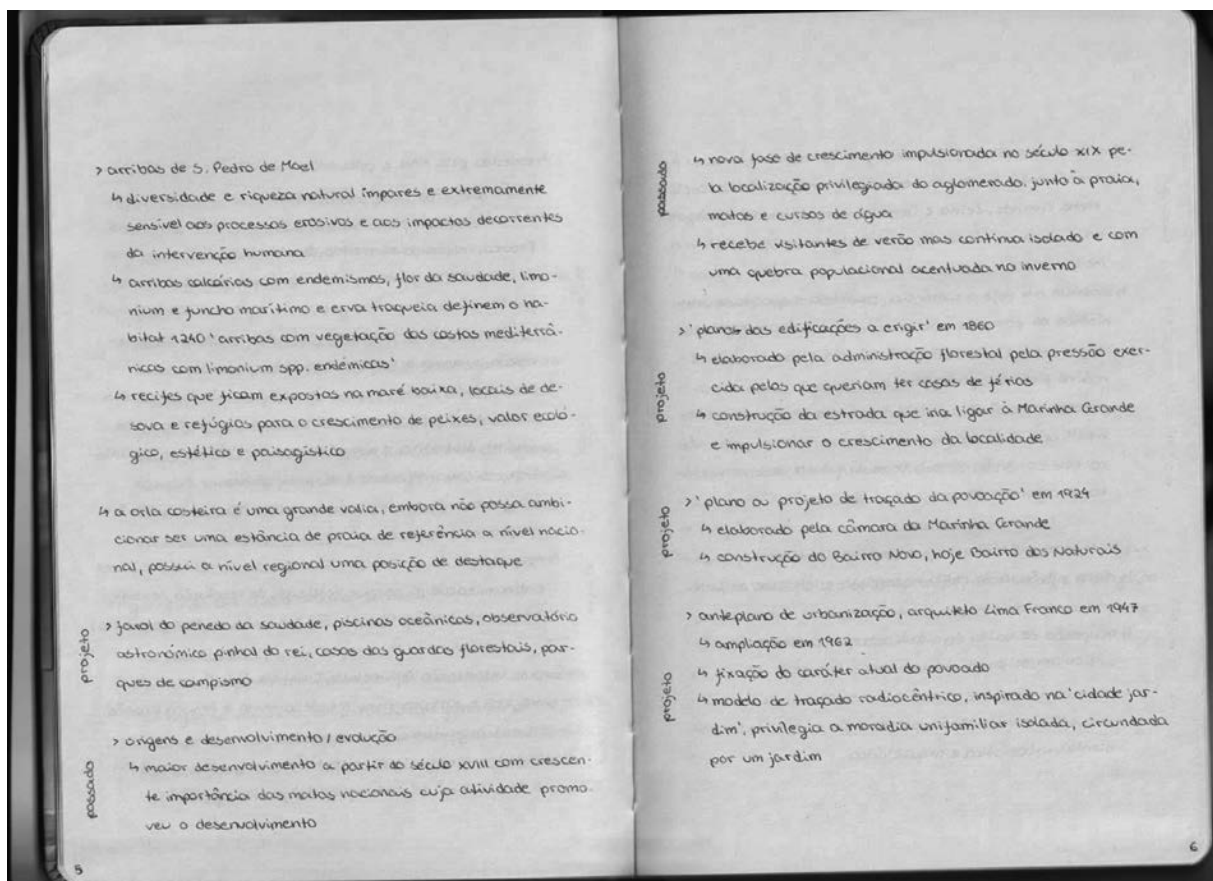 > arribas de S. Pedro de Moel
↳ diversidade e riqueza natural ímpares e extremamente
sensível aos processos erosivos e aos impactos decorrentes
da intervenção humana
↳ arribas calcárias com endemismos, flor da saudade, limo-
nium e juncho marítimo e erva traqueia definem o ha-
bitat 1240 'arribas com vegetação das costas mediterrâ-
nicas com limonium spp. endémicas'
↳ recifes que ficam expostas na maré baixa, locais de de-
sova e refúgios para o crescimento de peixes, valor ecoló-
gico, estético e paisagístico
↳ a orla costeira é uma grande valia, embora não possa ambi-
cionar ser uma estância de praia de referência a nível nacio-
nal, possui a nível regional uma posição de destaque
projeto
> farol do penedo da saudade, piscinas oceânicas, observatório
astronómico pinhal do rei, casas dos guardas florestais, par-
ques de campismo
passado
> origens e desenvolvimento / evolução
↳ maior desenvolvimento a partir do século XVIII com crescen-
te importância das matas nacionais cuja atividade promo-
veu o desenvolvimento
5
passado
↳ nova fase de crescimento impulsionada no século XIX pe-
la localização privilegiada do aglomerado, junto à praia,
matas e cursos de água
↳ recebe visitantes de verão mas continua isolado e com
uma quebra populacional acentuada no inverno
projeto
> 'planos das edificações a erigir' em 1860
↳ elaborado pela administração florestal pela pressão exer-
cida pelos que queriam ter casas de férias
↳ construção da estrada que iria ligar à Marinha Grande
e impulsionar o crescimento da localidade
projeto
> 'plano ou projeto de traçado da povoação' em 1924
↳ elaborado pela câmara da Marinha Grande
↳ construção do Bairro Novo, hoje Bairro dos Naturais
projeto
> anteplano de urbanização, arquiteto Lima Franco em 1947
↳ ampliação em 1962
↳ fixação do caráter atual do povoado
↳ modelo de traçado radiocêntrico, inspirado na 'cidade jar-
dim', privilegia a moradia unifamiliar isolada, circundada
por um jardim
6